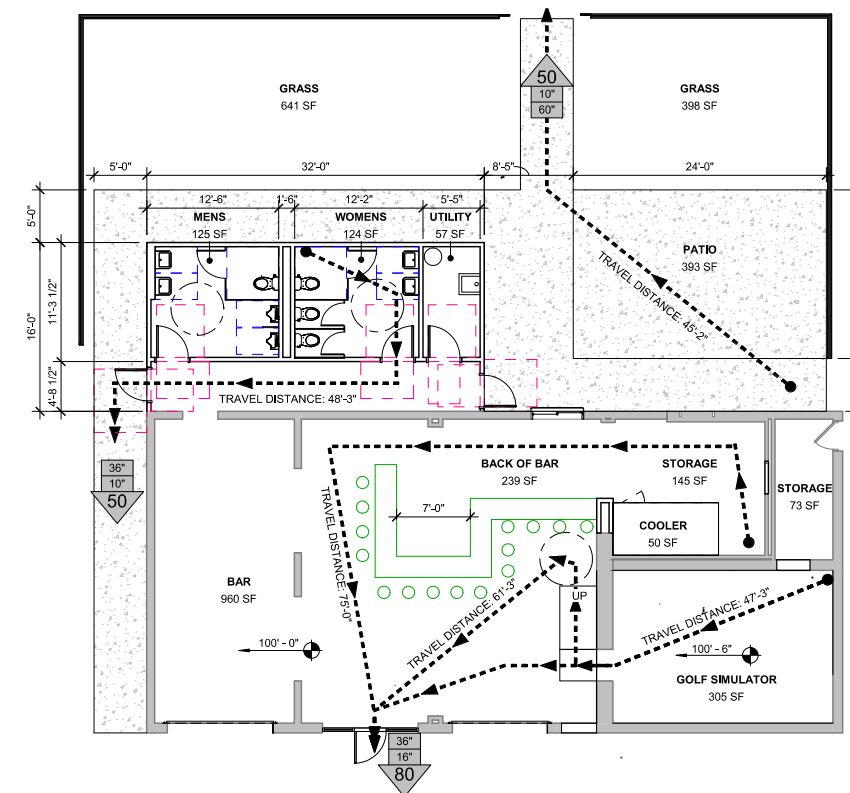 50
10"
60"
GRASS
641 SF
GRASS
398 SF
5'-0"
32'-0"
8'-5"
24'-0"
12'-6"
1'-6"
12'-2"
5'-5"
MENS
125 SF
WOMENS
124 SF
UTILITY
57 SF
5'-0"
16'-0"
11'-3 1/2"
4'-8 1/2"
PATIO
393 SF
TRAVEL DISTANCE: 45'-2"
TRAVEL DISTANCE: 48'-3"
36"
10"
50
BACK OF BAR
239 SF
STORAGE
145 SF
STORAGE
73 SF
7'-0"
COOLER
50 SF
TRAVEL DISTANCE: 75'-0"
BAR
960 SF
UP
TRAVEL DISTANCE: 61'-3"
TRAVEL DISTANCE: 47'-3"
100' - 0"
100' - 6"
GOLF SIMULATOR
305 SF
36"
16"
80